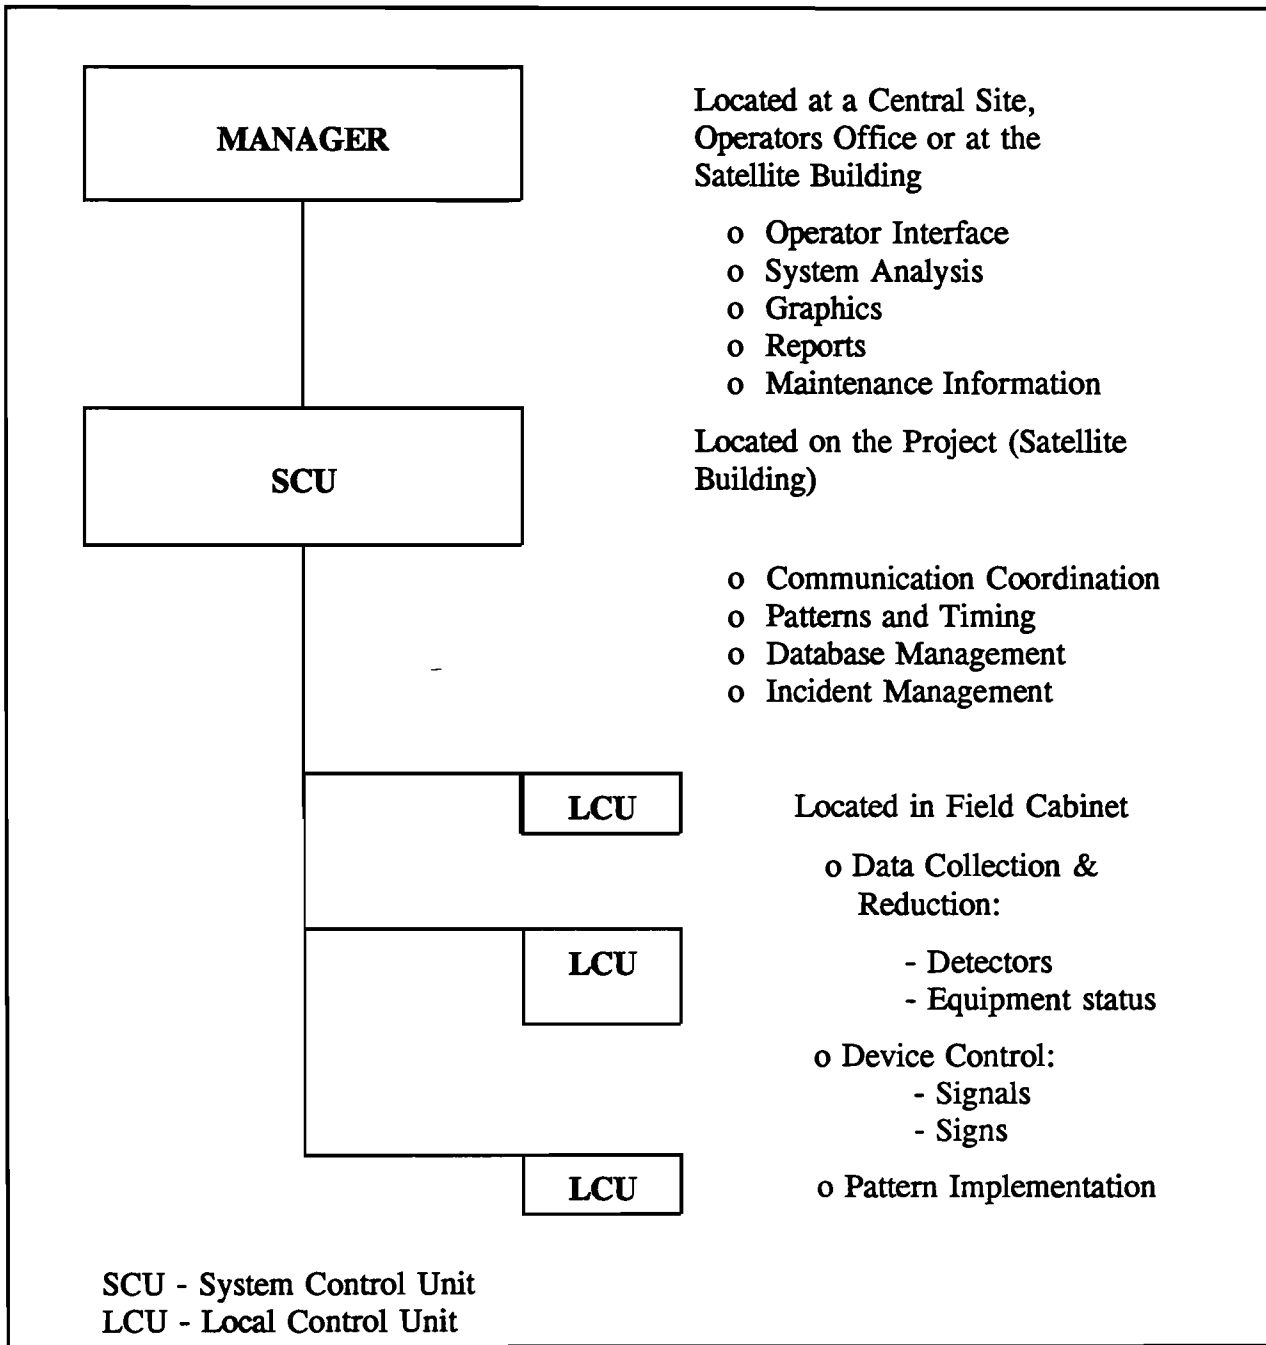 MANAGER
Located at a Central Site,
Operators Office or at the
Satellite Building
o Operator Interface
o System Analysis
o Graphics
o Reports
o Maintenance Information
SCU
Located on the Project (Satellite
Building)
o Communication Coordination
o Patterns and Timing
o Database Management
o Incident Management
LCU
Located in Field Cabinet
o Data Collection &
Reduction:
LCU
- Detectors
- Equipment status
o Device Control:
- Signals
- Signs
LCU
o Pattern Implementation
SCU - System Control Unit
LCU - Local Control Unit